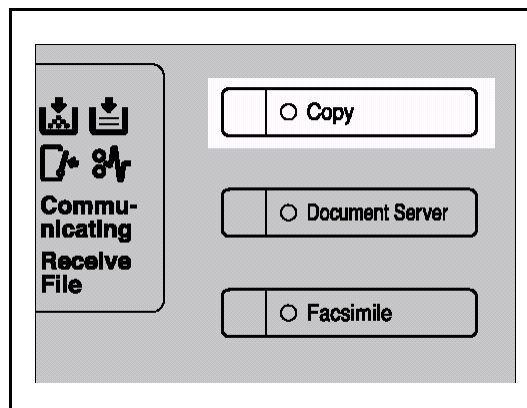 Copy
Commu-
nicating
Receive
File
Document Server
Facsimile